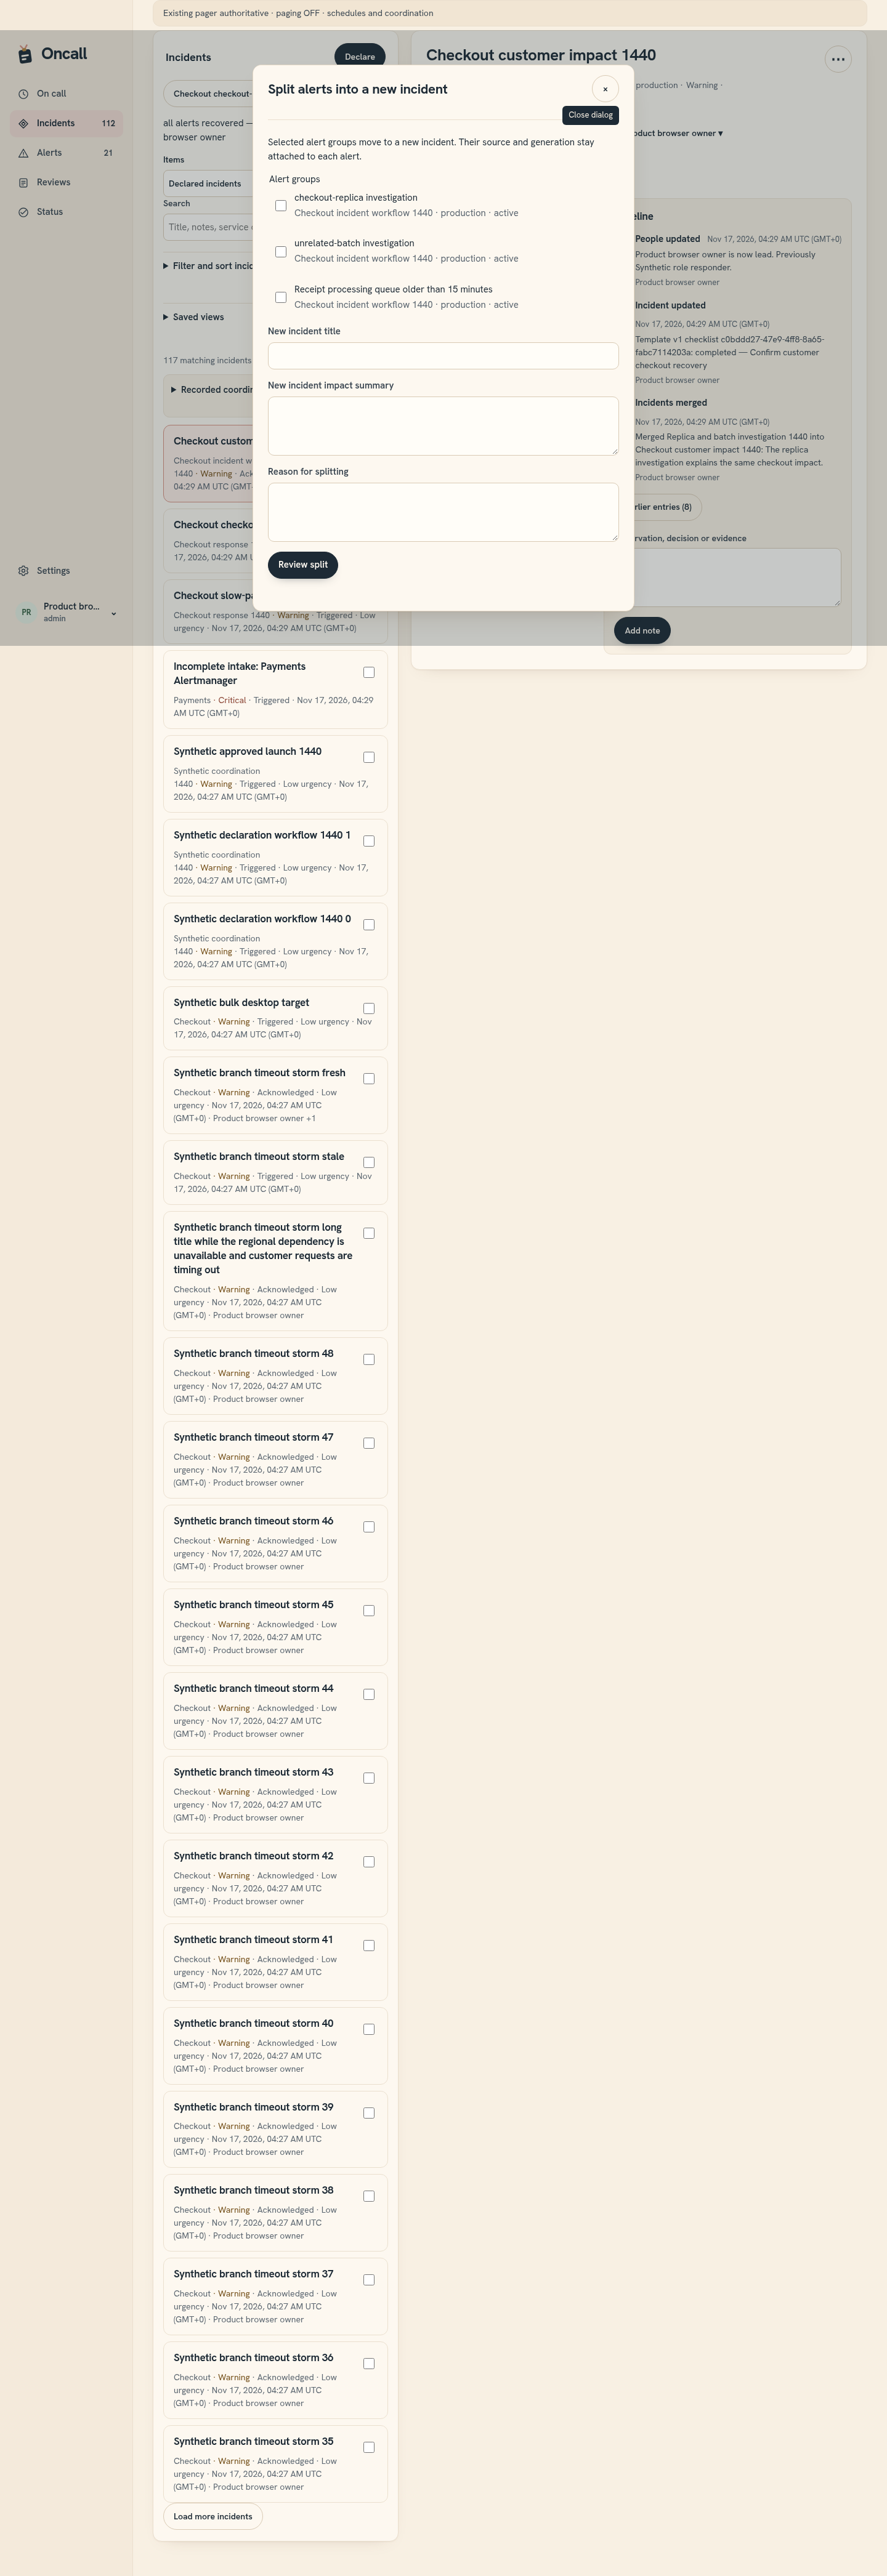 Existing pager authoritative · paging OFF · schedules and coordination
Oncall
On call
Incidents 112
Alerts 21
Reviews
Status
Settings
PR
Product bro...
admin
Incidents
Declare
Checkout checkout-
all alerts recovered —
browser owner
Items
Declared incidents
Search
Title, notes, service
Filter and sort incid
Saved views
117 matching incidents
Recorded coordin
Checkout custom
Checkout incident w
1440 · Warning · Ack
04:29 AM UTC (GMT
Checkout checko
Checkout response
17, 2026, 04:29 AM
Checkout slow-pa
Checkout response 1440 · Warning · Triggered · Low
urgency · Nov 17, 2026, 04:29 AM UTC (GMT+0)
Incomplete intake: Payments
Alertmanager
Payments · Critical · Triggered · Nov 17, 2026, 04:29
AM UTC (GMT+0)
Synthetic approved launch 1440
Synthetic coordination
1440 · Warning · Triggered · Low urgency · Nov 17,
2026, 04:27 AM UTC (GMT+0)
Synthetic declaration workflow 1440 1
Synthetic coordination
1440 · Warning · Triggered · Low urgency · Nov 17,
2026, 04:27 AM UTC (GMT+0)
Synthetic declaration workflow 1440 0
Synthetic coordination
1440 · Warning · Triggered · Low urgency · Nov 17,
2026, 04:27 AM UTC (GMT+0)
Synthetic bulk desktop target
Checkout · Warning · Triggered · Low urgency · Nov
17, 2026, 04:27 AM UTC (GMT+0)
Synthetic branch timeout storm fresh
Checkout · Warning · Acknowledged · Low
urgency · Nov 17, 2026, 04:27 AM UTC
(GMT+0) · Product browser owner +1
Synthetic branch timeout storm stale
Checkout · Warning · Triggered · Low urgency · Nov
17, 2026, 04:27 AM UTC (GMT+0)
Synthetic branch timeout storm long
title while the regional dependency is
unavailable and customer requests are
timing out
Checkout · Warning · Acknowledged · Low
urgency · Nov 17, 2026, 04:27 AM UTC
(GMT+0) · Product browser owner
Synthetic branch timeout storm 48
Checkout · Warning · Acknowledged · Low
urgency · Nov 17, 2026, 04:27 AM UTC
(GMT+0) · Product browser owner
Synthetic branch timeout storm 47
Checkout · Warning · Acknowledged · Low
urgency · Nov 17, 2026, 04:27 AM UTC
(GMT+0) · Product browser owner
Synthetic branch timeout storm 46
Checkout · Warning · Acknowledged · Low
urgency · Nov 17, 2026, 04:27 AM UTC
(GMT+0) · Product browser owner
Synthetic branch timeout storm 45
Checkout · Warning · Acknowledged · Low
urgency · Nov 17, 2026, 04:27 AM UTC
(GMT+0) · Product browser owner
Synthetic branch timeout storm 44
Checkout · Warning · Acknowledged · Low
urgency · Nov 17, 2026, 04:27 AM UTC
(GMT+0) · Product browser owner
Synthetic branch timeout storm 43
Checkout · Warning · Acknowledged · Low
urgency · Nov 17, 2026, 04:27 AM UTC
(GMT+0) · Product browser owner
Synthetic branch timeout storm 42
Checkout · Warning · Acknowledged · Low
urgency · Nov 17, 2026, 04:27 AM UTC
(GMT+0) · Product browser owner
Synthetic branch timeout storm 41
Checkout · Warning · Acknowledged · Low
urgency · Nov 17, 2026, 04:27 AM UTC
(GMT+0) · Product browser owner
Synthetic branch timeout storm 40
Checkout · Warning · Acknowledged · Low
urgency · Nov 17, 2026, 04:27 AM UTC
(GMT+0) · Product browser owner
Synthetic branch timeout storm 39
Checkout · Warning · Acknowledged · Low
urgency · Nov 17, 2026, 04:27 AM UTC
(GMT+0) · Product browser owner
Synthetic branch timeout storm 38
Checkout · Warning · Acknowledged · Low
urgency · Nov 17, 2026, 04:27 AM UTC
(GMT+0) · Product browser owner
Synthetic branch timeout storm 37
Checkout · Warning · Acknowledged · Low
urgency · Nov 17, 2026, 04:27 AM UTC
(GMT+0) · Product browser owner
Synthetic branch timeout storm 36
Checkout · Warning · Acknowledged · Low
urgency · Nov 17, 2026, 04:27 AM UTC
(GMT+0) · Product browser owner
Synthetic branch timeout storm 35
Checkout · Warning · Acknowledged · Low
urgency · Nov 17, 2026, 04:27 AM UTC
(GMT+0) · Product browser owner
Load more incidents
Split alerts into a new incident
×
Close dialog
Selected alert groups move to a new incident. Their source and generation stay
attached to each alert.
Alert groups
checkout-replica investigation
Checkout incident workflow 1440 · production · active
unrelated-batch investigation
Checkout incident workflow 1440 · production · active
Receipt processing queue older than 15 minutes
Checkout incident workflow 1440 · production · active
New incident title
New incident impact summary
Reason for splitting
Review split
Checkout customer impact 1440
production · Warning ·
oduct browser owner ▾
eline
People updated Nov 17, 2026, 04:29 AM UTC (GMT+0)
Product browser owner is now lead. Previously
Synthetic role responder.
Product browser owner
Incident updated
Nov 17, 2026, 04:29 AM UTC (GMT+0)
Template v1 checklist c0bddd27-47e9-4ff8-8a65-
fabc7114203a: completed — Confirm customer
checkout recovery
Product browser owner
Incidents merged
Nov 17, 2026, 04:29 AM UTC (GMT+0)
Merged Replica and batch investigation 1440 into
Checkout customer impact 1440: The replica
investigation explains the same checkout impact.
Product browser owner
rlier entries (8)
rvation, decision or evidence
Add note